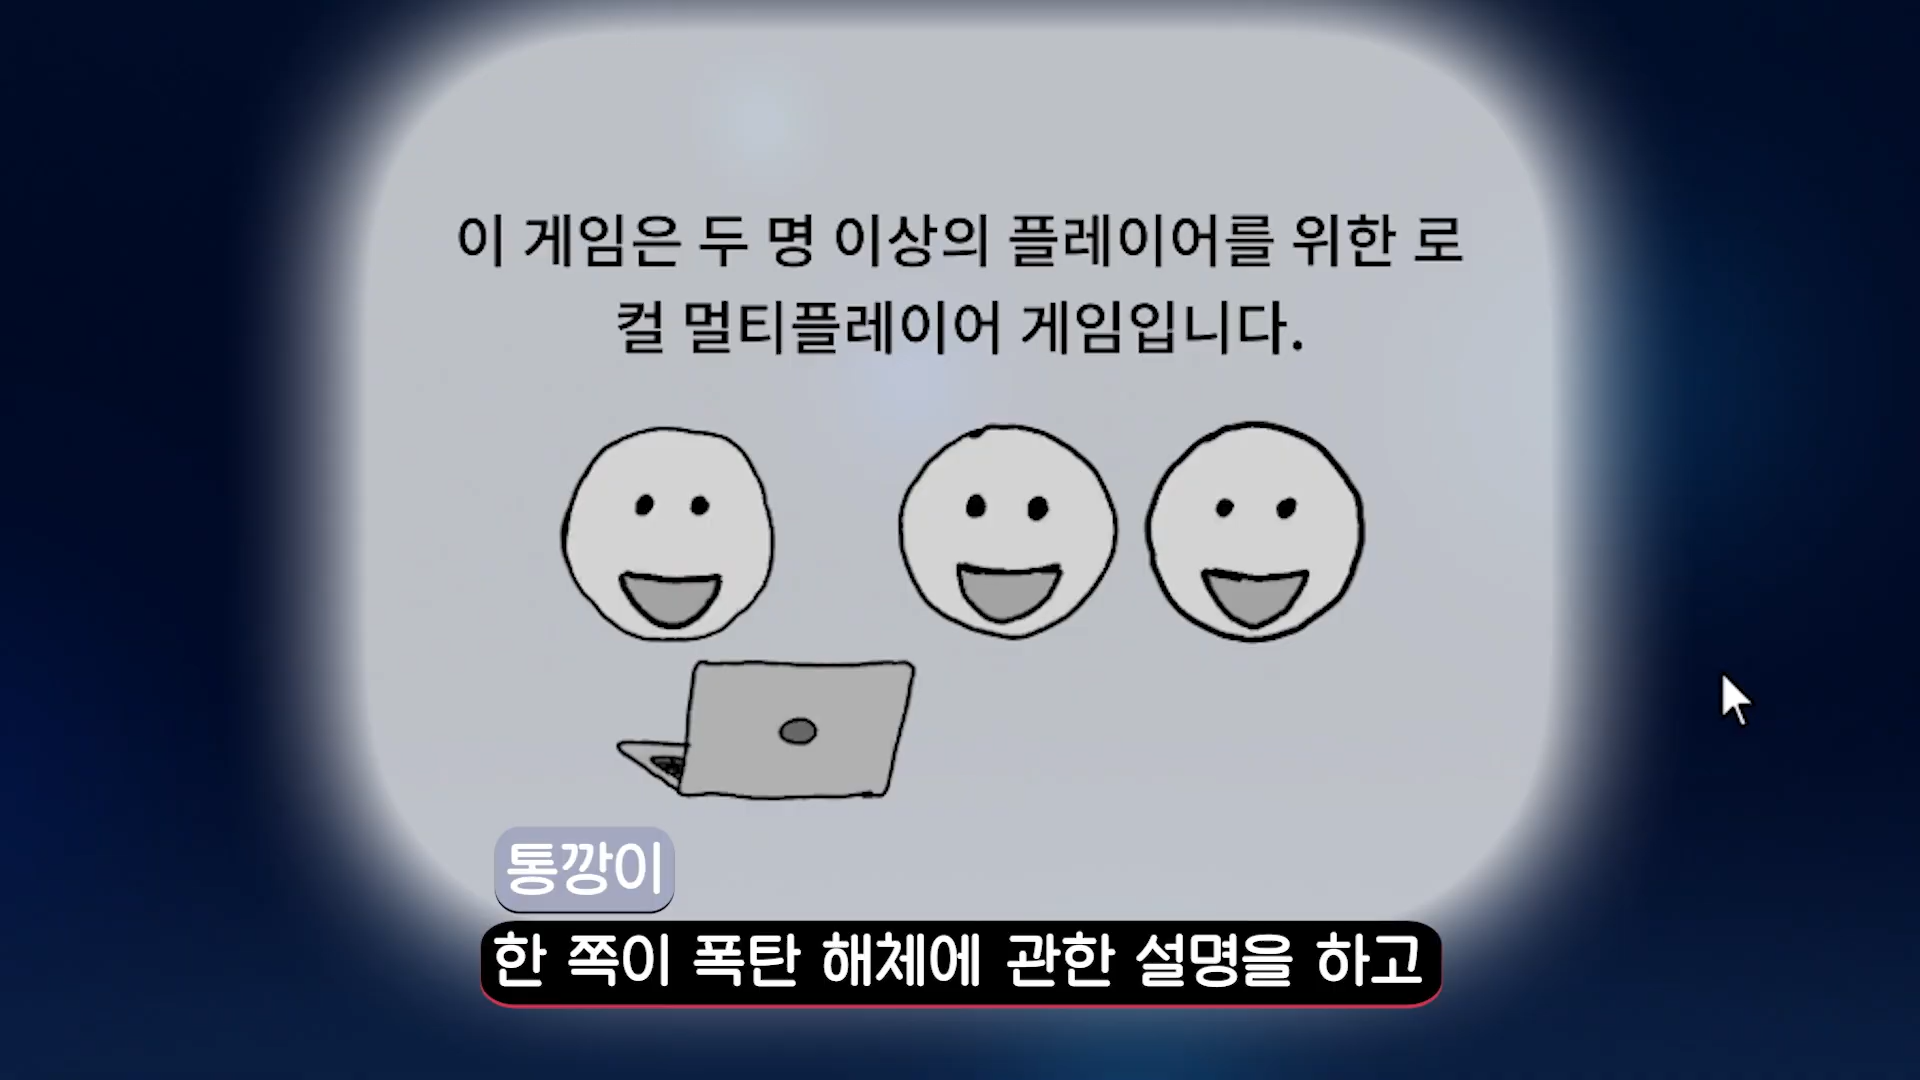 이 게임은 두 명 이상의 플레이어를 위한 로
컬 멀티플레이어 게임입니다.
통깡이
한 쪽이 폭탄 해체에 관한 설명을 하고